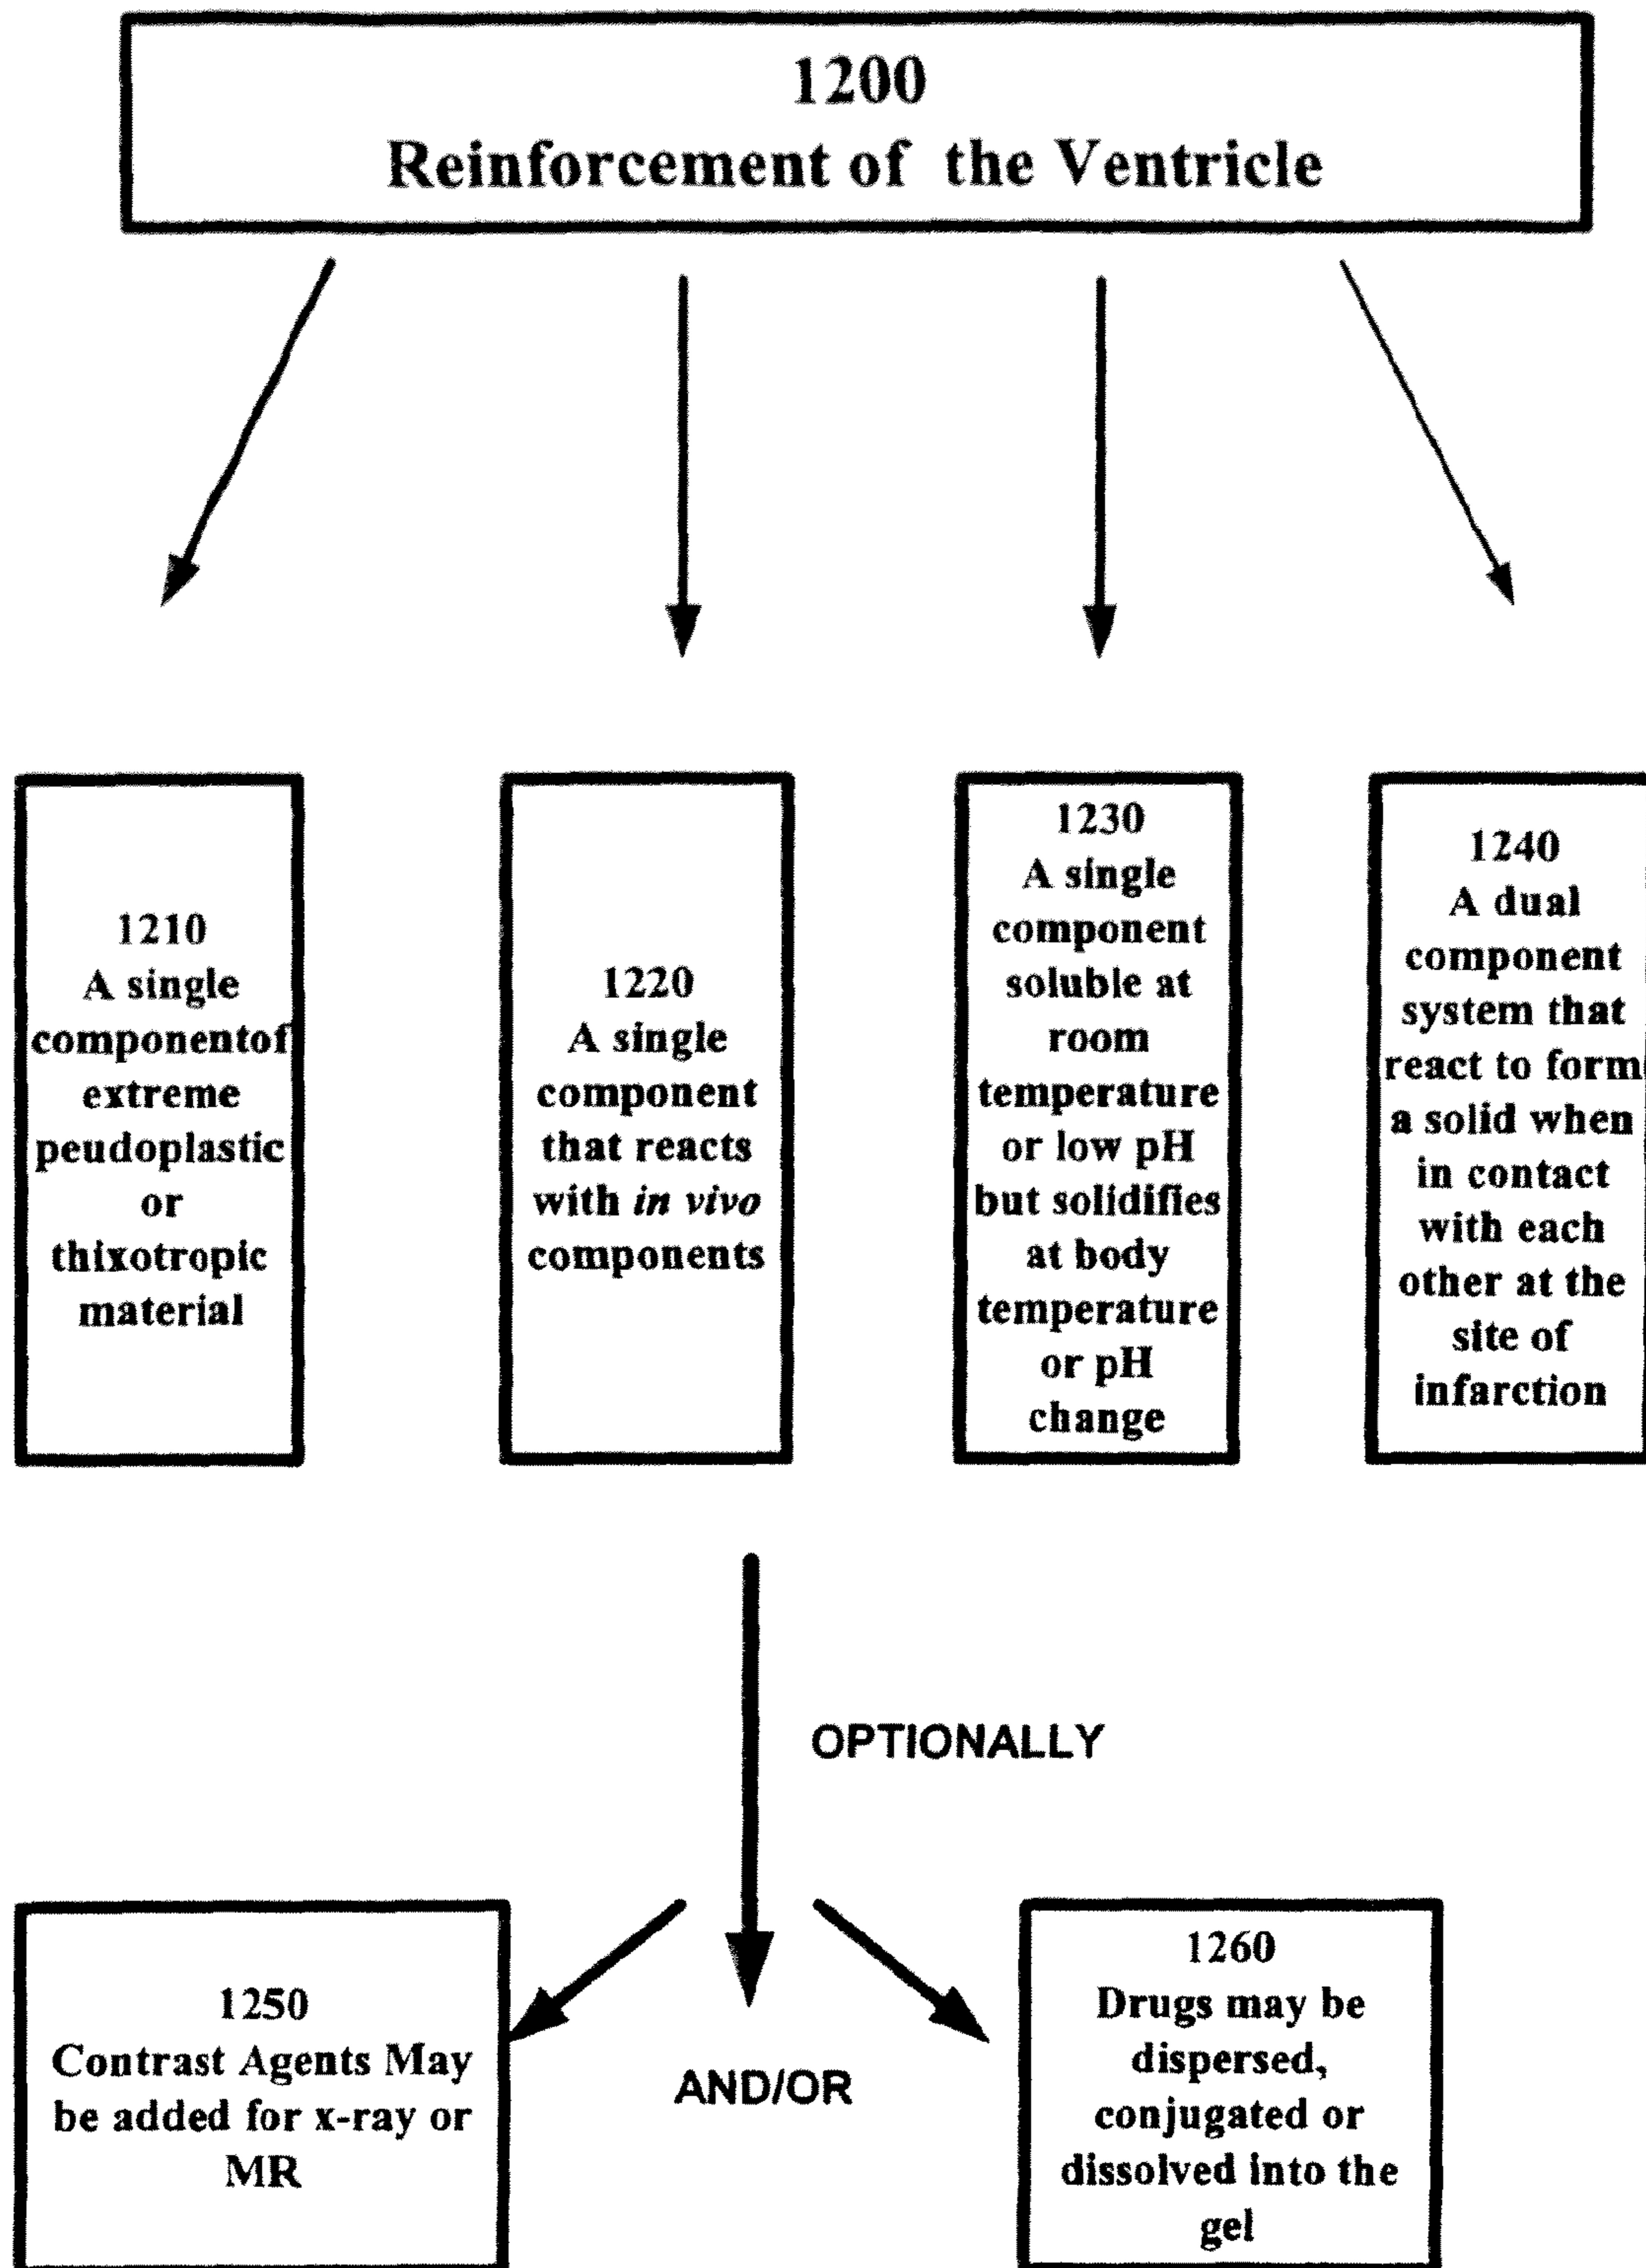 1200
Reinforcement of the Ventricle
1210
A single
componentof
extreme
peudoplastic
or
thixotropic
material
1220
A single
component
that reacts
with in vivo
components
1230
A single
component
soluble at
room
temperature
or low pH
but solidifies
at body
temperature
or pH
change
1240
A dual
component
system that
react to form
a solid when
in contact
with each
other at the
site of
infarction
OPTIONALLY
1250
Contrast Agents May
be added for x-ray or
MR
AND/OR
1260
Drugs may be
dispersed,
conjugated or
dissolved into the
gel